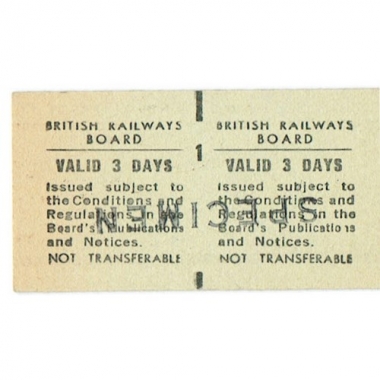 BRITISH RAILWAYS
BOARD
VALID 3 DAYS
Issued subject to
the Conditions and
Regulations in the
Board's Publications
and Notices.
NOT TRANSFERABLE
1
BRITISH RAILWAYS
BOARD
VALID 3 DAYS
Issued subject to
the Conditions and
Regulations in the
Board's Publications
and Notices.
NOT TRANSFERABLE
SPECIMEN